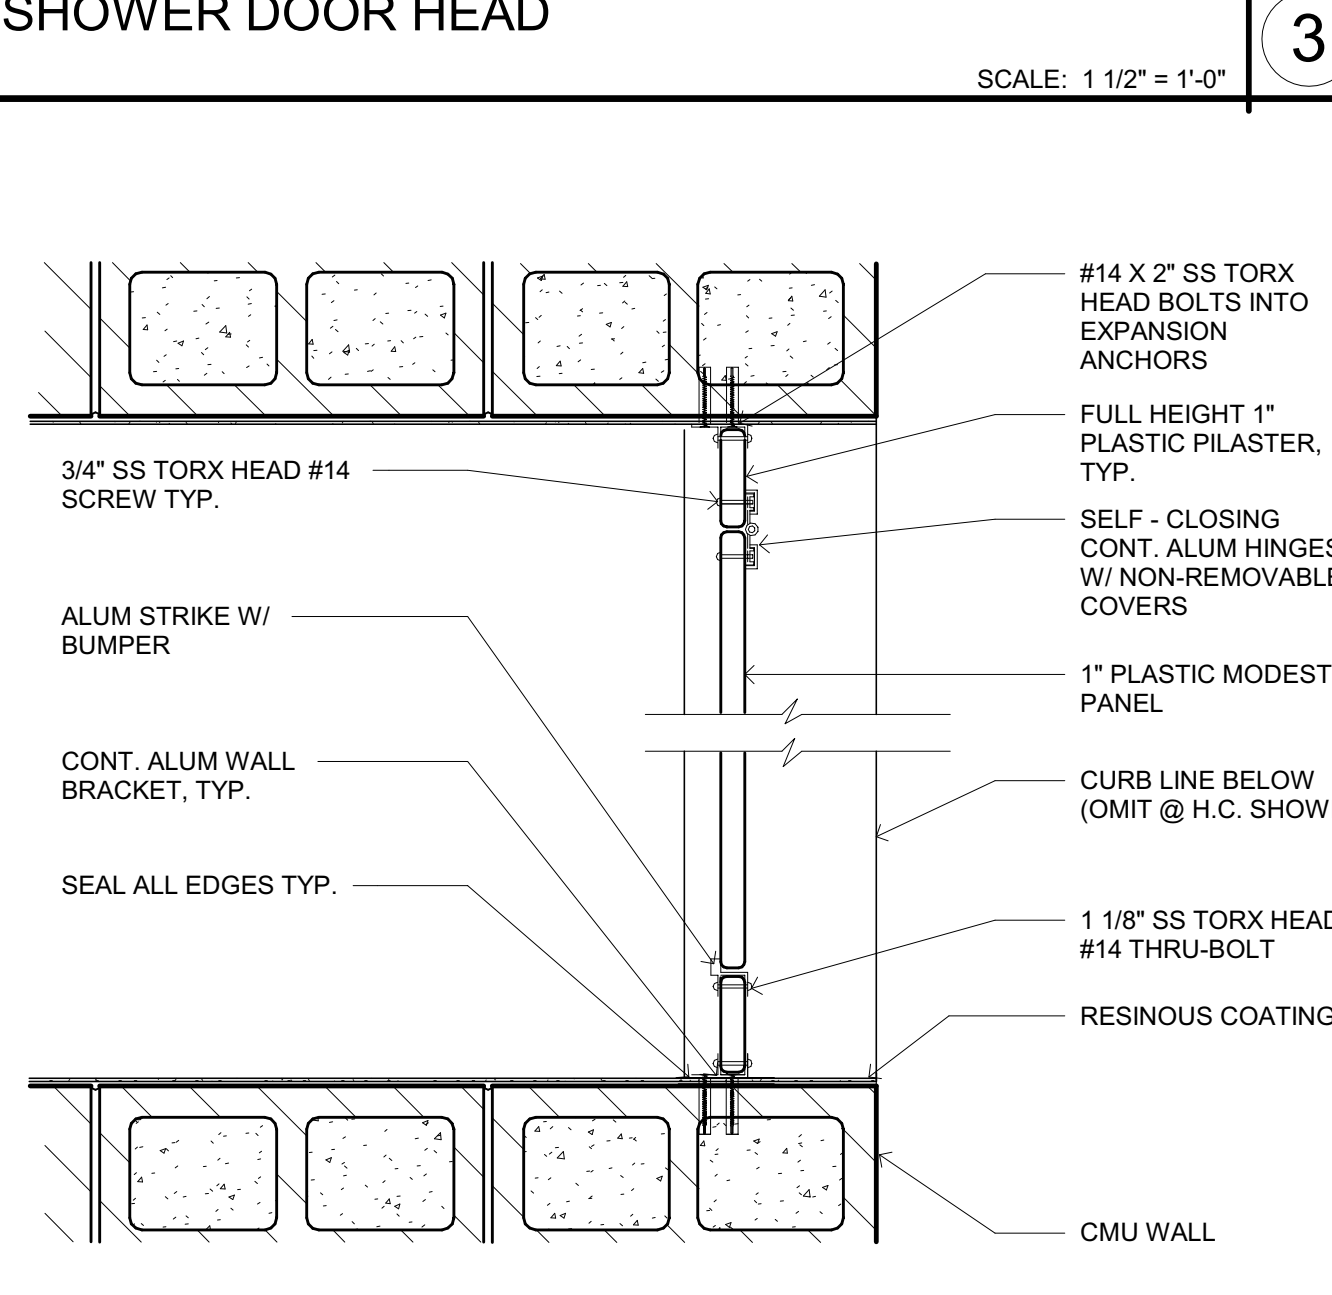 SHOWER DOOR HEAD
SCALE: 1 1/2" = 1'-0"
3
#14 X 2" SS TORX
HEAD BOLTS INTO
EXPANSION
ANCHORS
FULL HEIGHT 1"
PLASTIC PILASTER,
TYP.
3/4" SS TORX HEAD #14
SCREW TYP.
SELF - CLOSING
CONT. ALUM HINGES
W/ NON-REMOVABLE
COVERS
ALUM STRIKE W/
BUMPER
1" PLASTIC MODEST
PANEL
CONT. ALUM WALL
BRACKET, TYP.
CURB LINE BELOW
(OMIT @ H.C. SHOW
SEAL ALL EDGES TYP.
1 1/8" SS TORX HEAD
#14 THRU-BOLT
RESINOUS COATING
CMU WALL